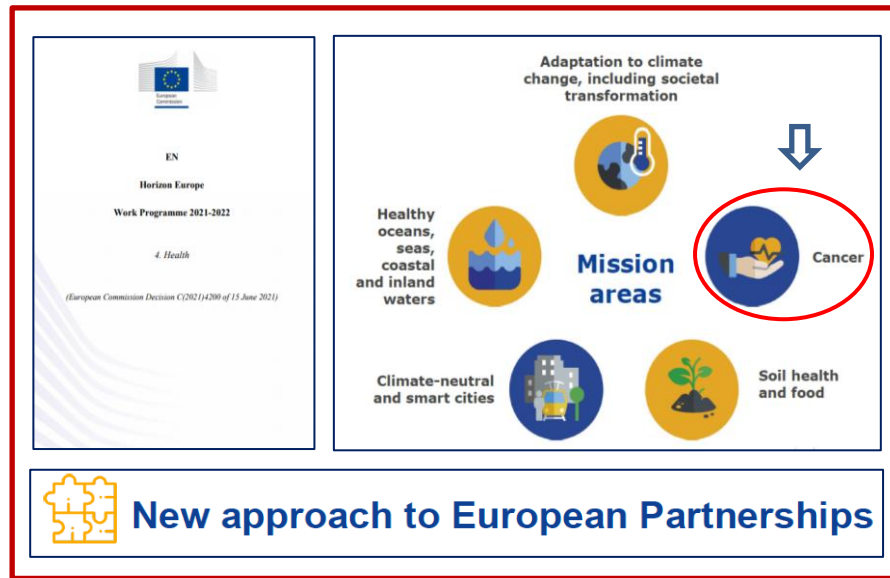 European
Commission
EN
Horizon Europe
Work Programme 2021-2022
4. Health
(European Commission Decision C(2021)4200 of 15 June 2021)
Adaptation to climate
change, including societal
transformation
Healthy
oceans,
seas,
coastal
and inland
waters
Mission
areas
Cancer
Climate-neutral
and smart cities
Soil health
and food
New approach to European Partnerships